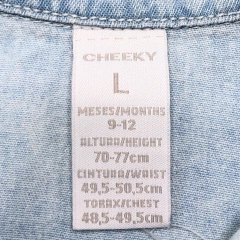 CHEEKY
L
MESES/MONTHS
9-12
ALTURA/HEIGHT
70-77cm
CINTURA/WAIST
49,5-50,5cm
TORAX/CHEST
48,5-49,5cm